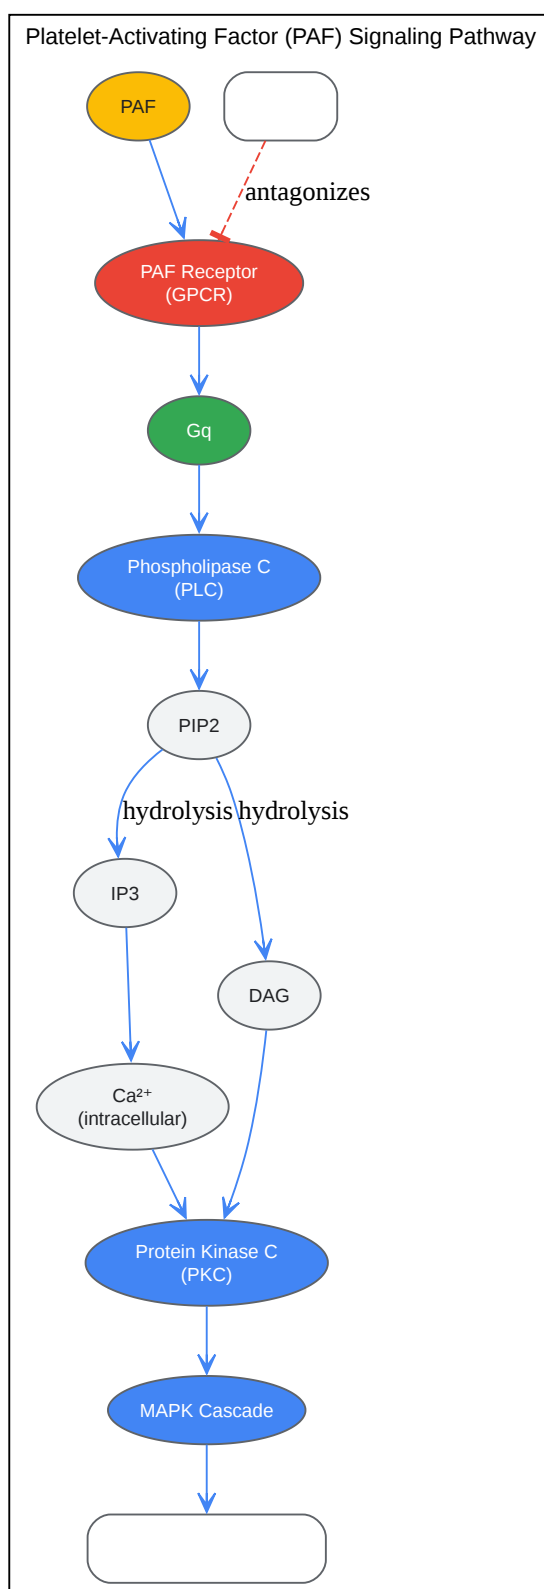 Platelet-Activating Factor (PAF) Signaling Pathway
PAF
antagonizes
PAF Receptor
(GPCR)
Gq
Phospholipase C
(PLC)
PIP2
hydrolysis
hydrolysis
IP3
DAG
Ca²⁺
(intracellular)
Protein Kinase C
(PKC)
MAPK Cascade